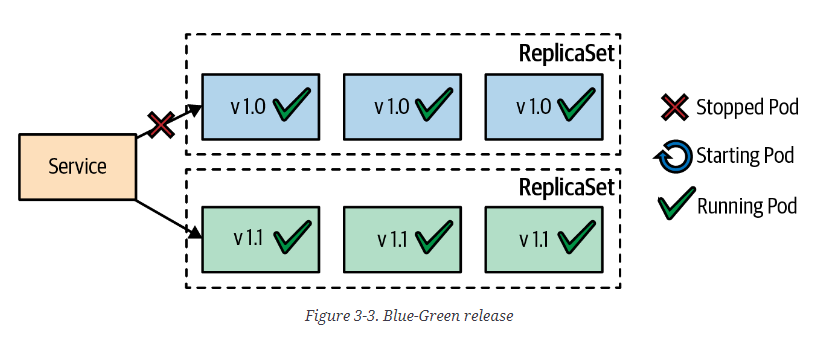 ReplicaSet
v 1.0
v 1.0
v 1.0
Service
ReplicaSet
v 1.1
v 1.1
v 1.1
Stopped Pod
Starting Pod
Running Pod
Figure 3-3. Blue-Green release